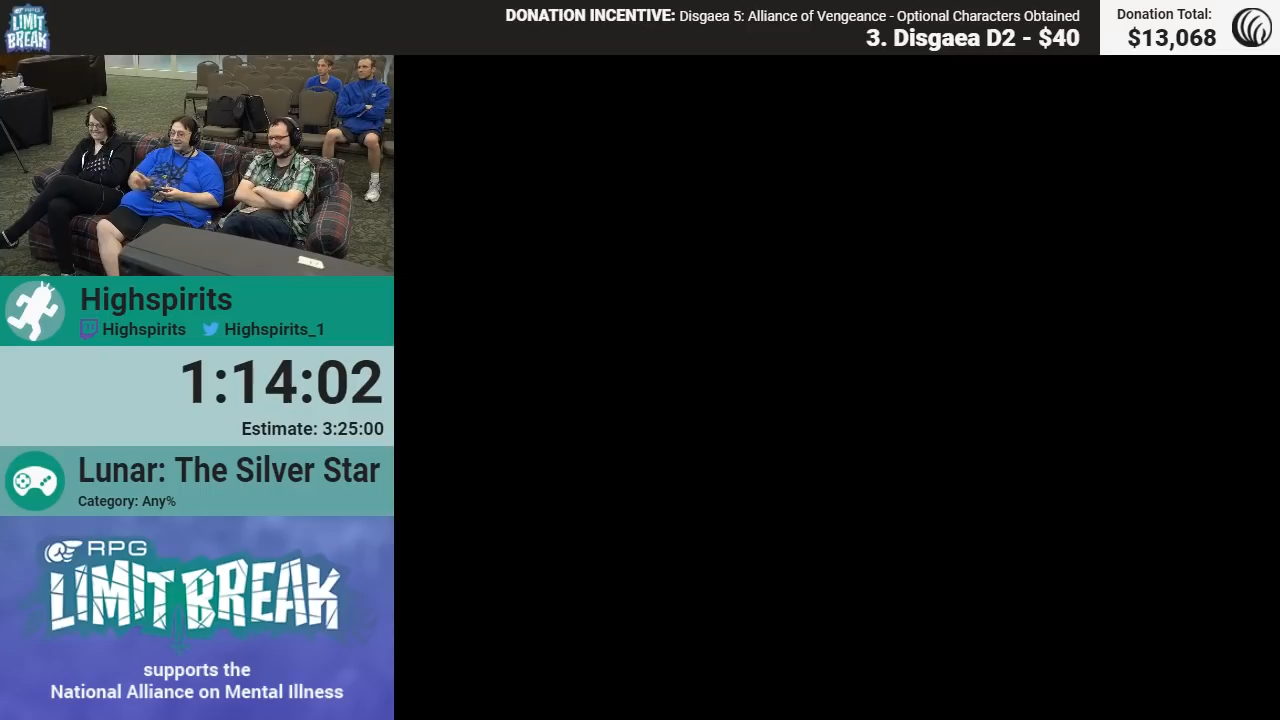 RPG
LIMIT
BREAK
DONATION INCENTIVE: Disgaea 5: Alliance of Vengeance - Optional Characters Obtained
3. Disgaea D2 - $40
Donation Total:
$13,068
Highspirits
Highspirits Highspirits_1
1:14:02
Estimate: 3:25:00
Lunar: The Silver Star
Category: Any%
RPG
LIMIT BREAK
supports the
National Alliance on Mental Illness